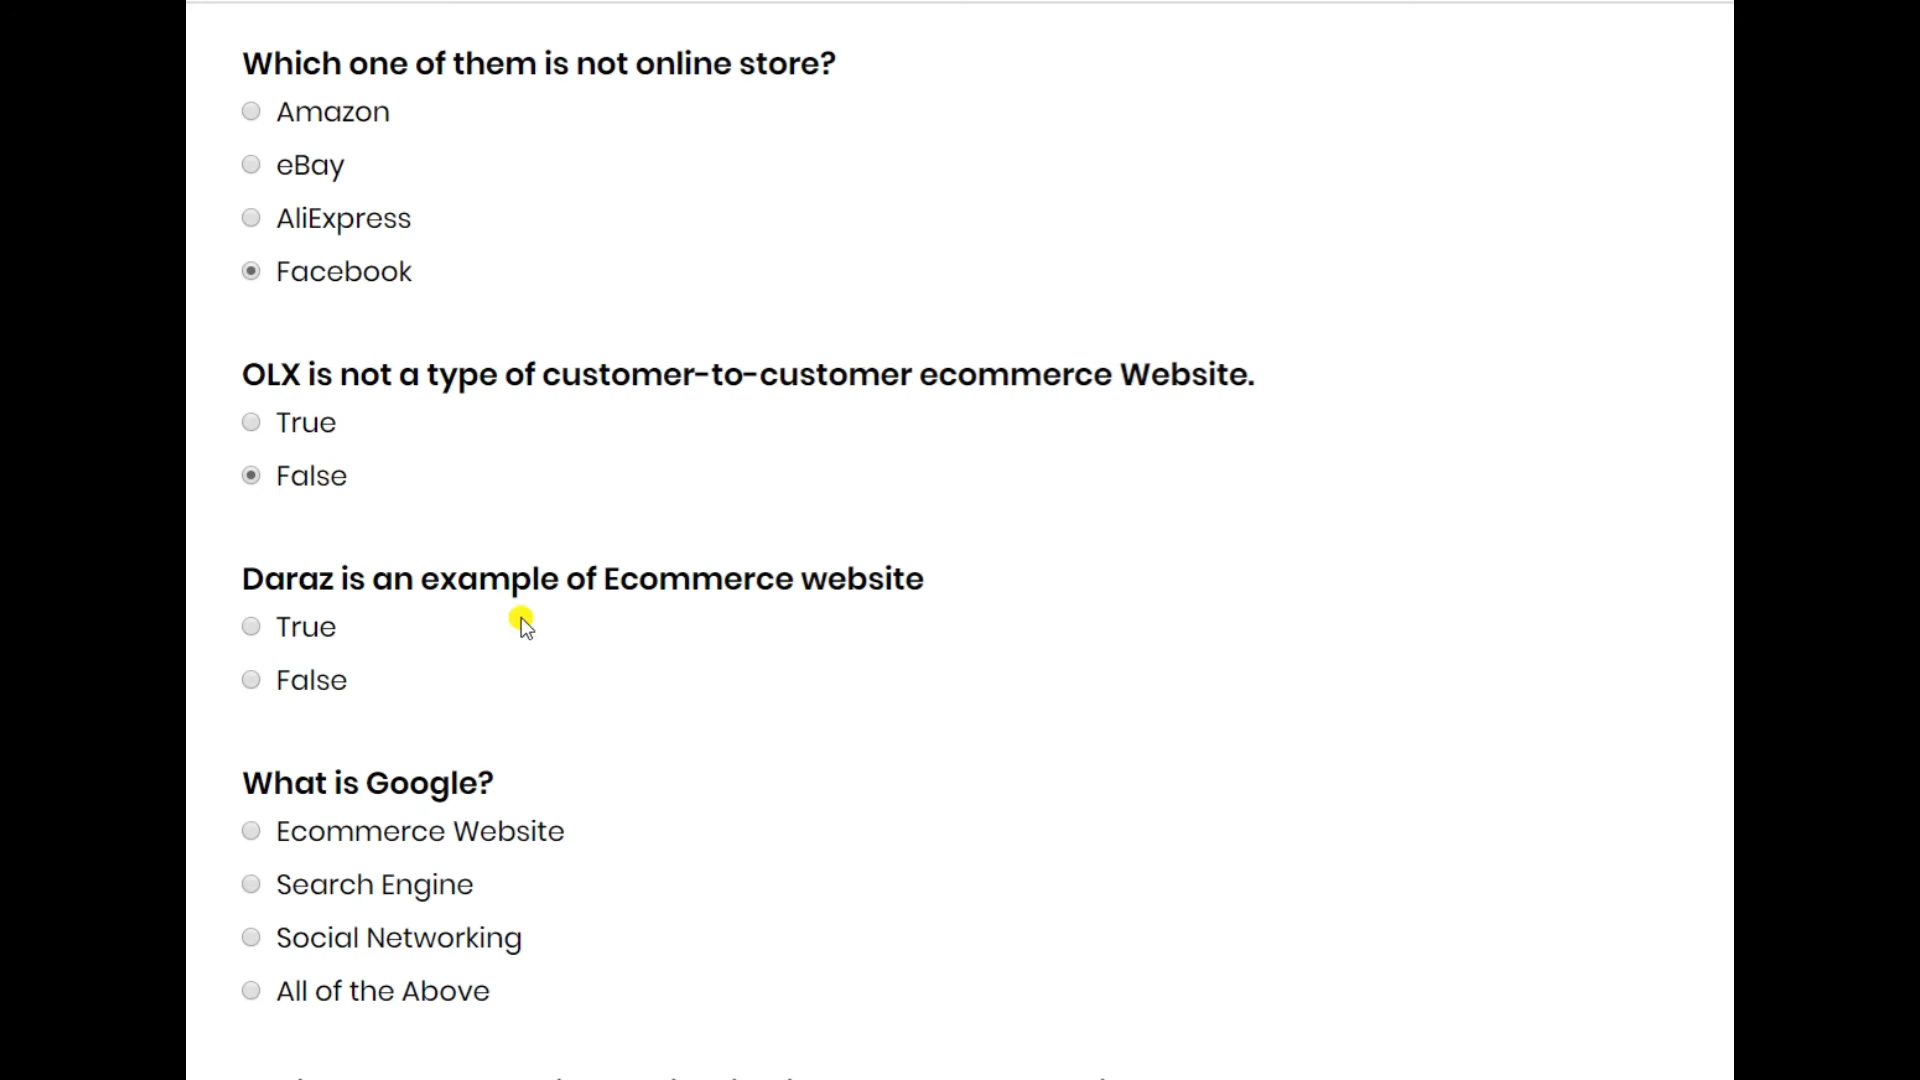 Which one of them is not online store?
Amazon
eBay
AliExpress
Facebook
OLX is not a type of customer-to-customer ecommerce Website.
True
False
Daraz is an example of Ecommerce website
True
False
What is Google?
Ecommerce Website
Search Engine
Social Networking
All of the Above